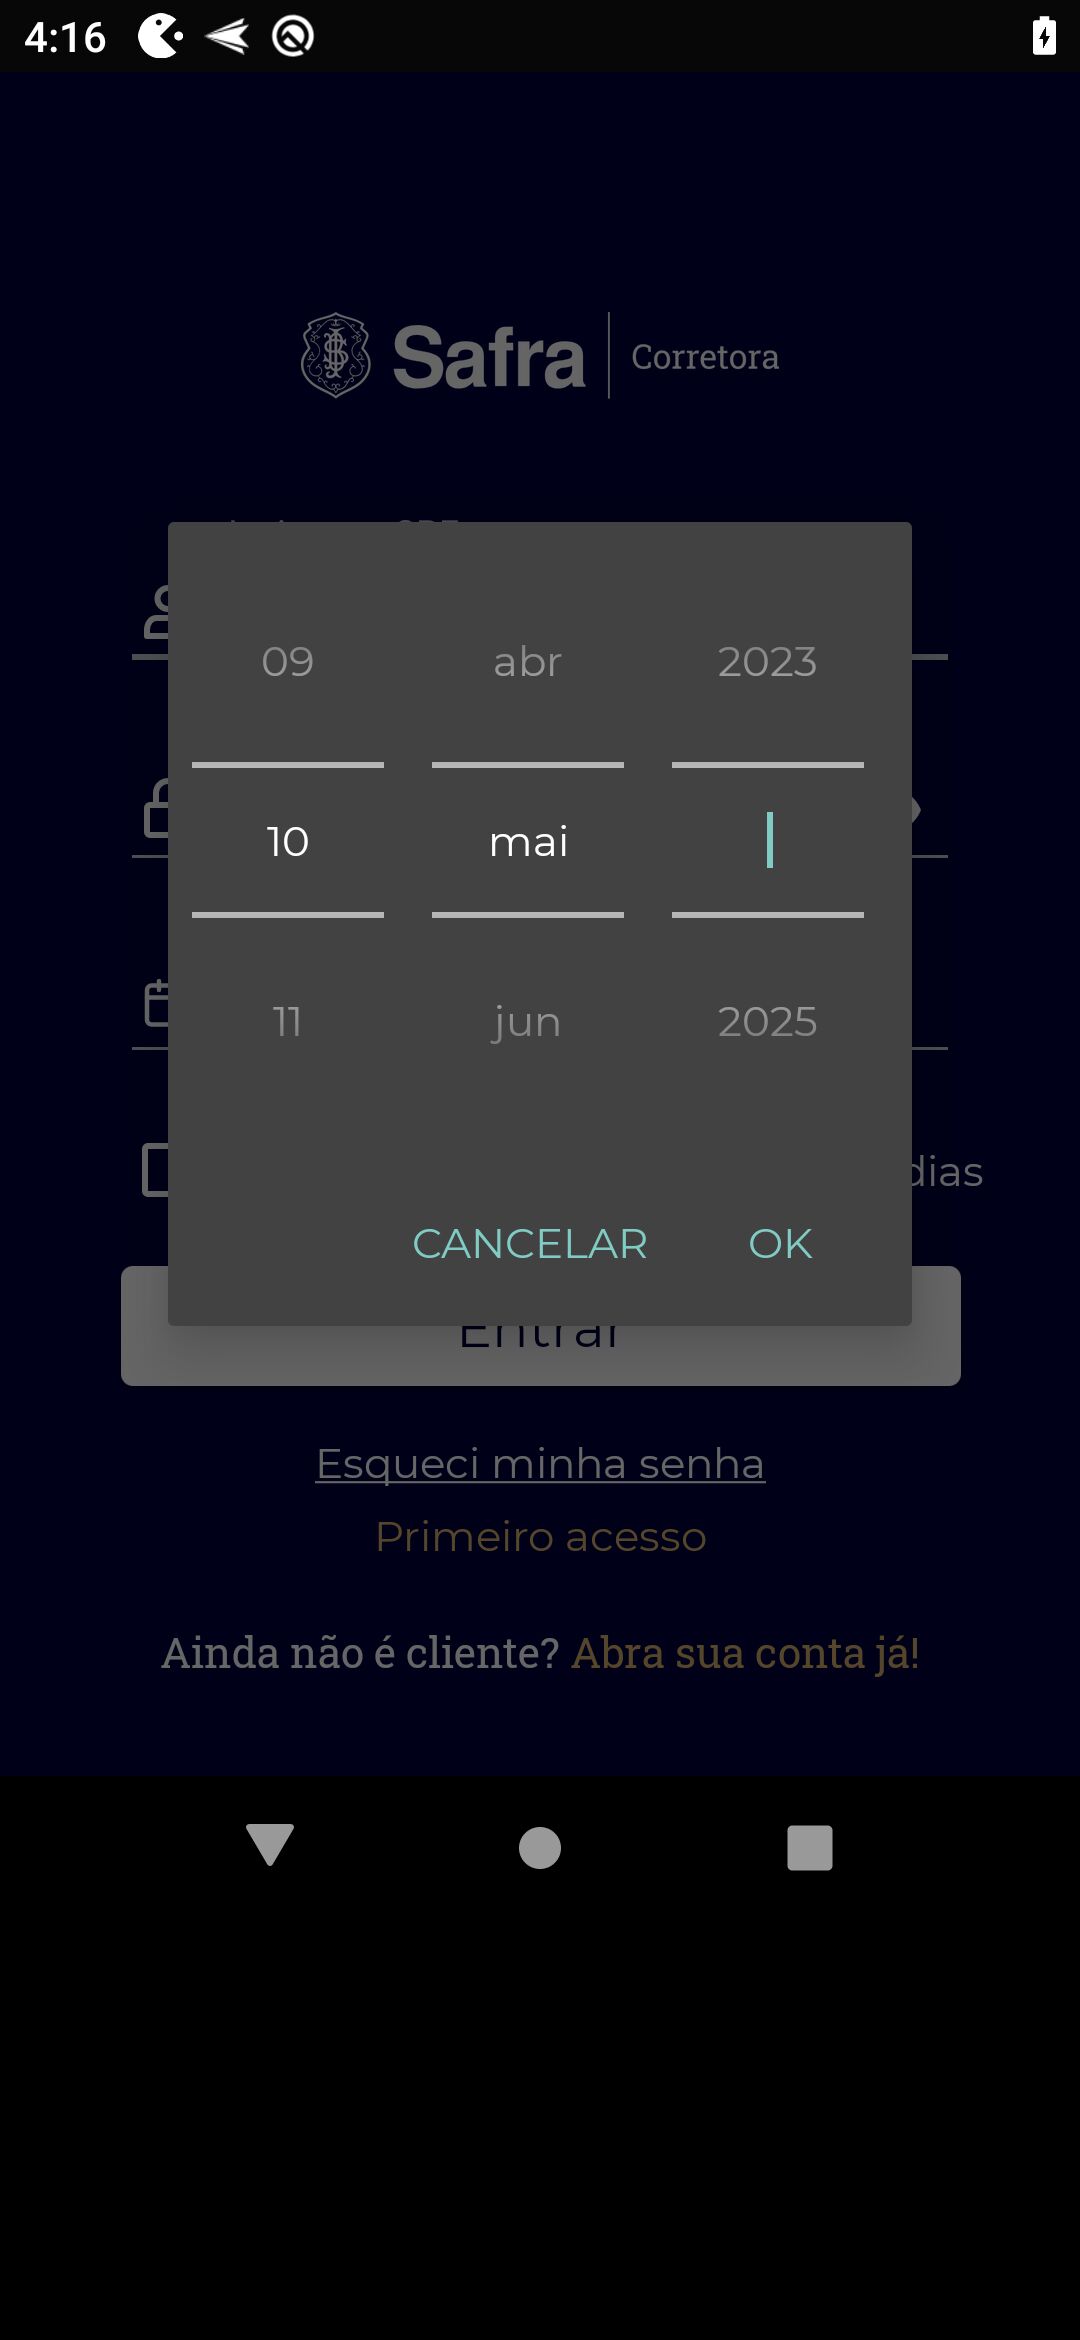 4:16
Safra Corretora
09 abr 2023
10 mai
11 jun 2025
dias
CANCELAR OK
Entrar
Esqueci minha senha
Primeiro acesso
Ainda não é cliente? Abra sua conta já!